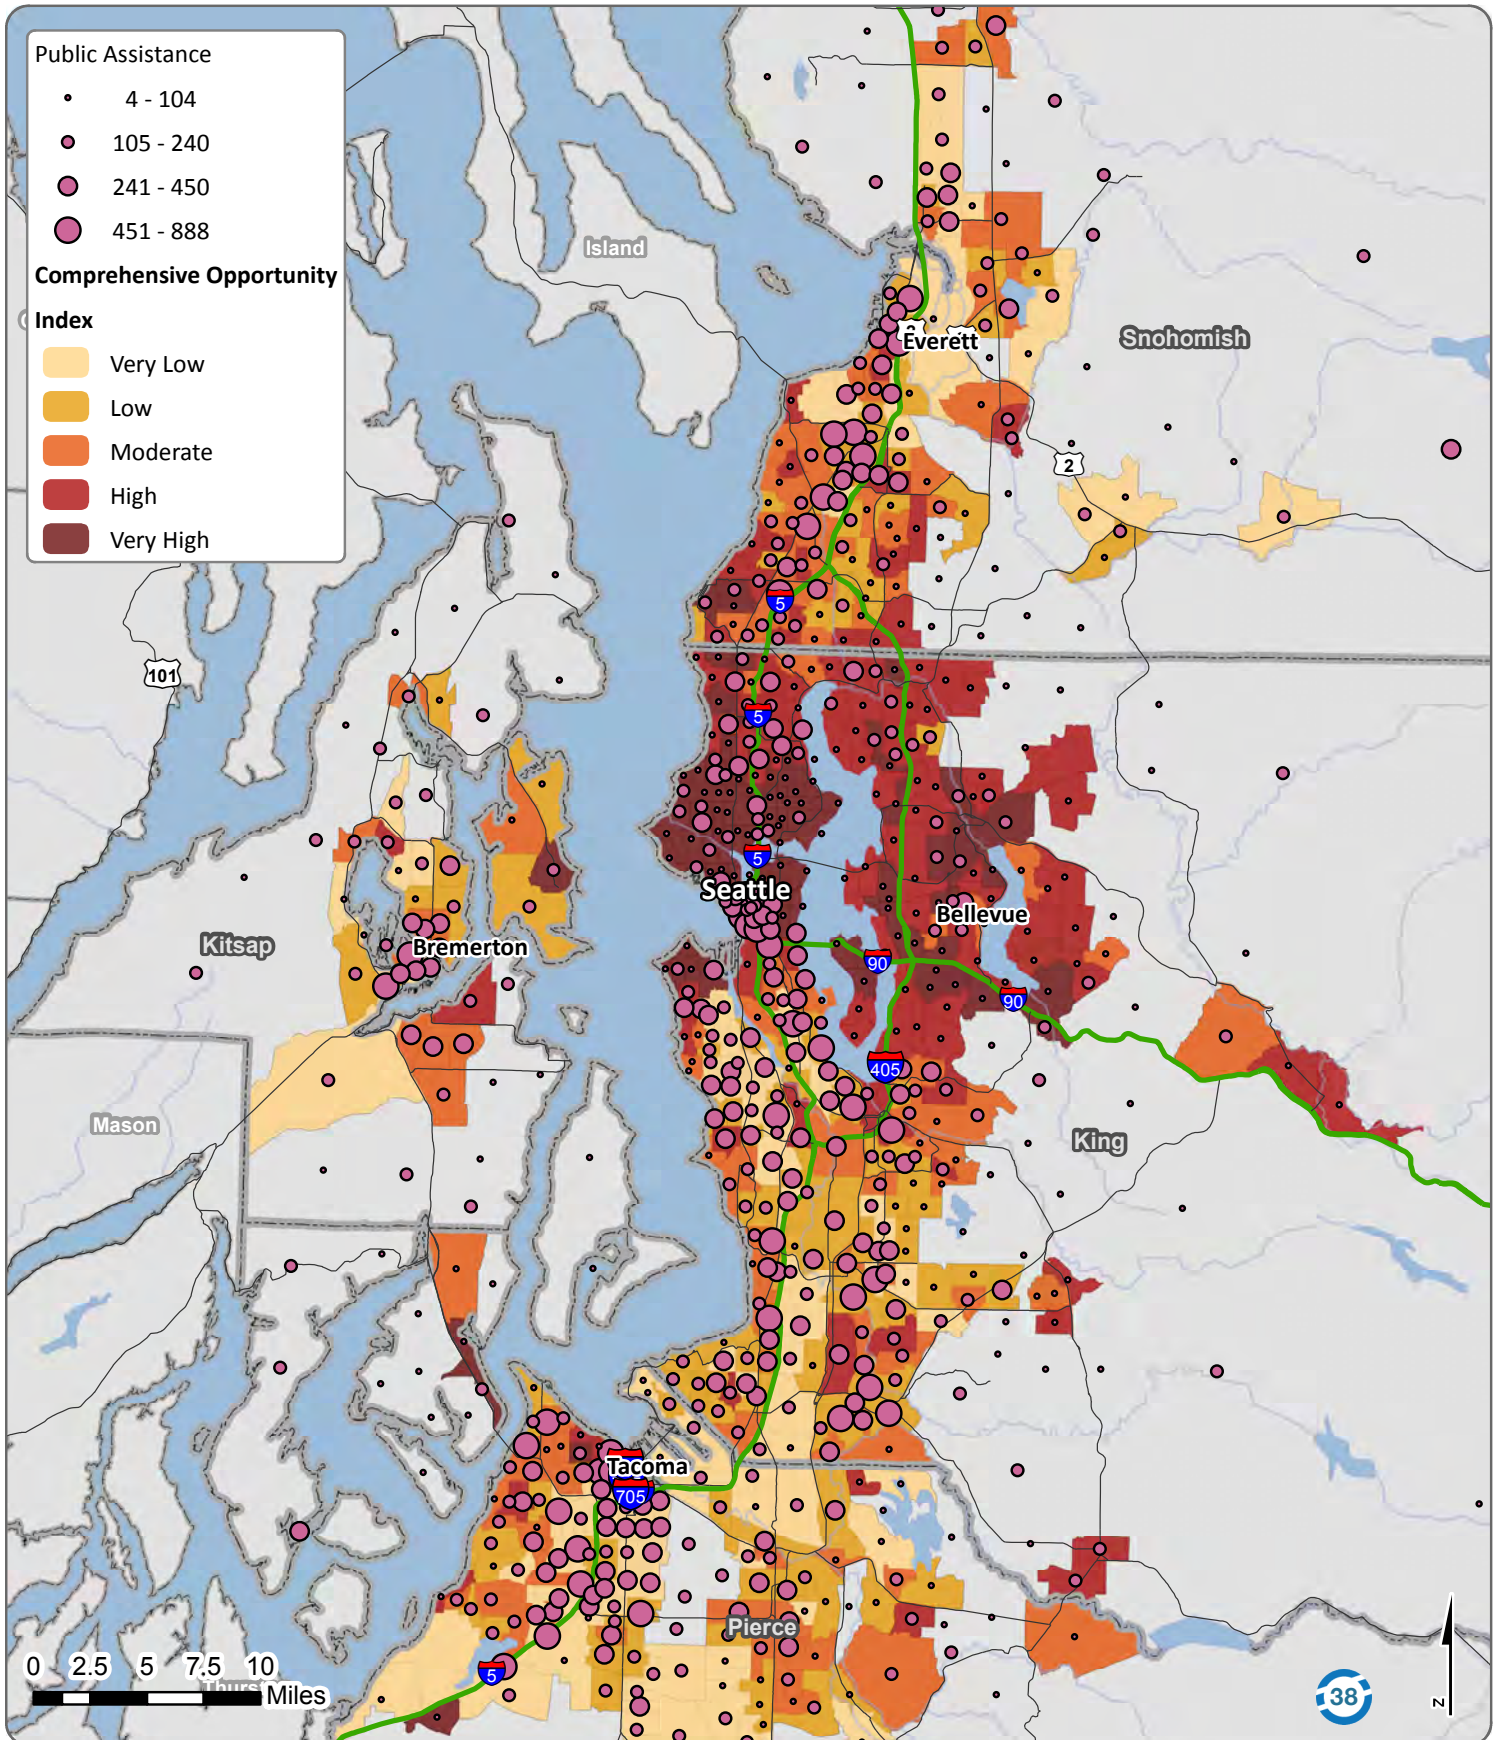 Public Assistance
4 - 104
105 - 240
241 - 450
451 - 888
Comprehensive Opportunity
Index
Very Low
Low
Moderate
High
Very High
Island
Snohomish
Everett
2
101
5
5
5
Seattle
Bellevue
Kitsap
Bremerton
90
90
405
Mason
King
Tacoma
705
Pierce
5
0 2.5 5 7.5 10
Miles
38
N